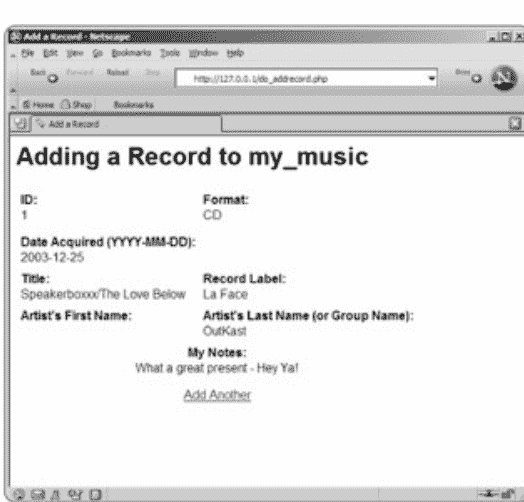 Add a Record - Netscape
File Edit View Go Bookmarks Tools Window Help
Back Forward Reload Stop http://127.0.0.1/do_addrecord.php Print
Home Shop Bookmarks
Add a Record
Adding a Record to my_music
ID: Format:
1 CD
Date Acquired (YYYY-MM-DD):
2003-12-25
Title: Record Label:
Speakerboxxx/The Love Below La Face
Artist's First Name: Artist's Last Name (or Group Name):
OutKast
My Notes:
What a great present - Hey Ya!
Add Another